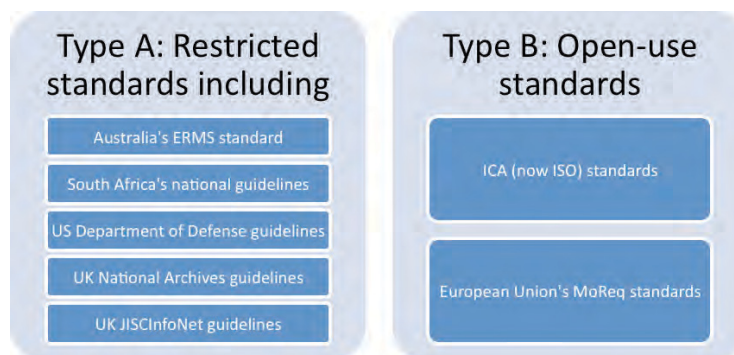 Type A: Restricted
standards including
Australia's ERMS standard
South Africa's national guidelines
US Department of Defense guidelines
UK National Archives guidelines
UK JISCInfoNet guidelines
Type B: Open-use
standards
ICA (now ISO) standards
European Union's MoReq standards